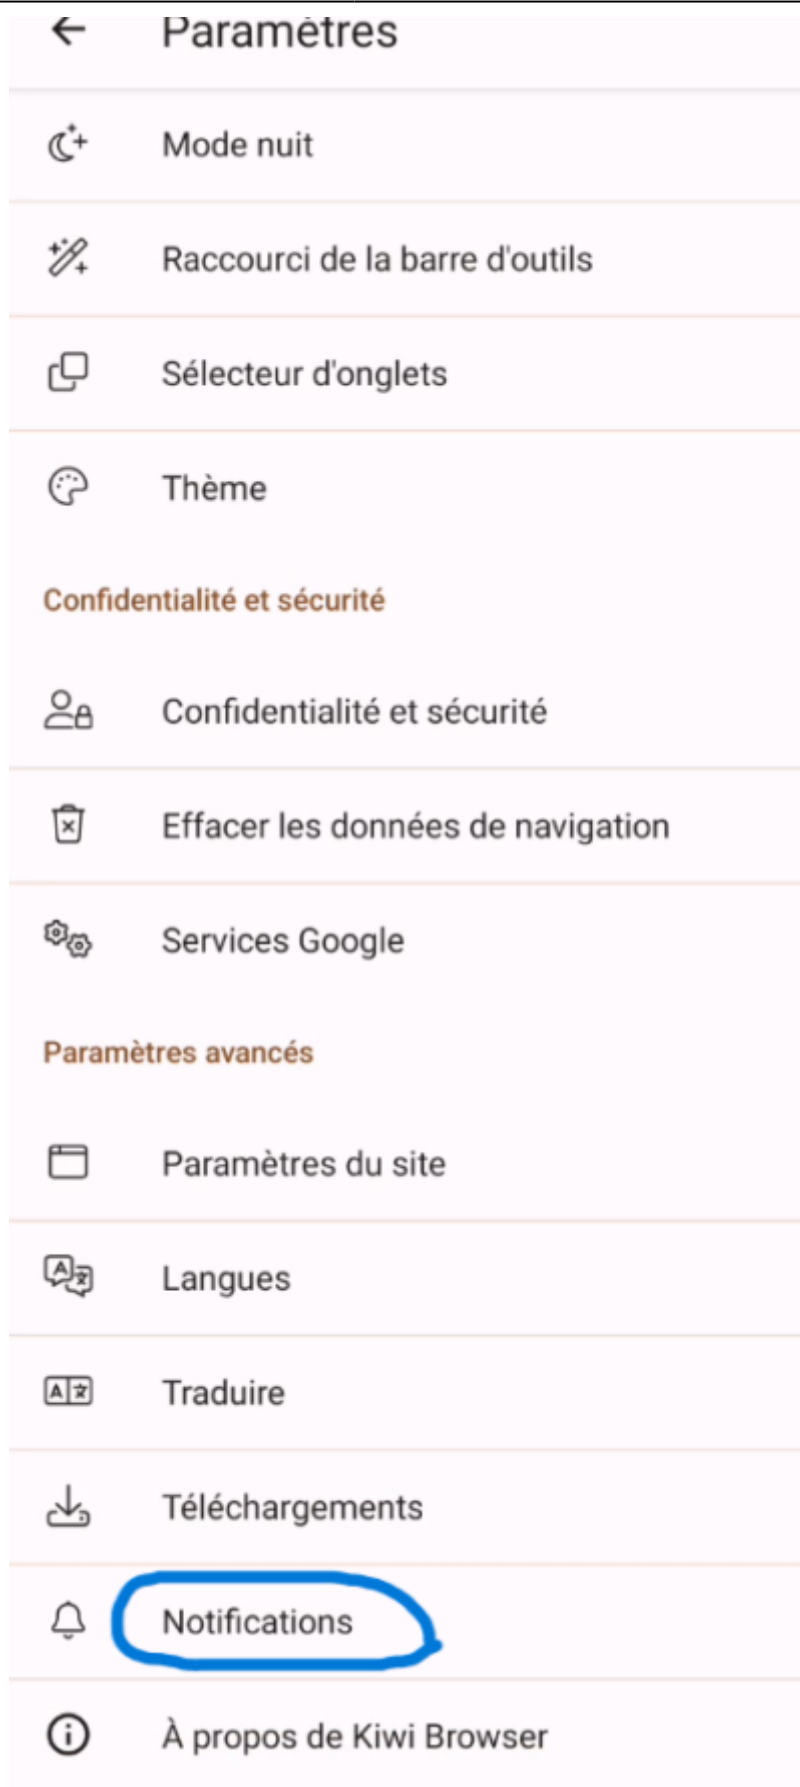 Paramètres
Mode nuit
Raccourci de la barre d'outils
Sélecteur d'onglets
Thème
Confidentialité et sécurité
Confidentialité et sécurité
Effacer les données de navigation
Services Google
Paramètres avancés
Paramètres du site
Langues
Traduire
Téléchargements
Notifications
À propos de Kiwi Browser